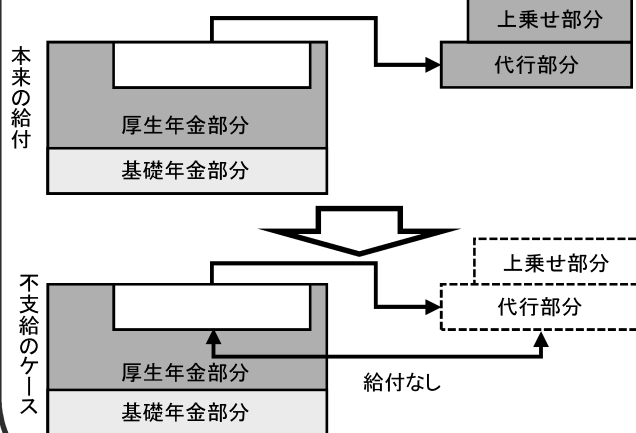 本来の給付
上乗せ部分
代行部分
厚生年金部分
基礎年金部分
不支給のケース
上乗せ部分
代行部分
厚生年金部分
給付なし
基礎年金部分